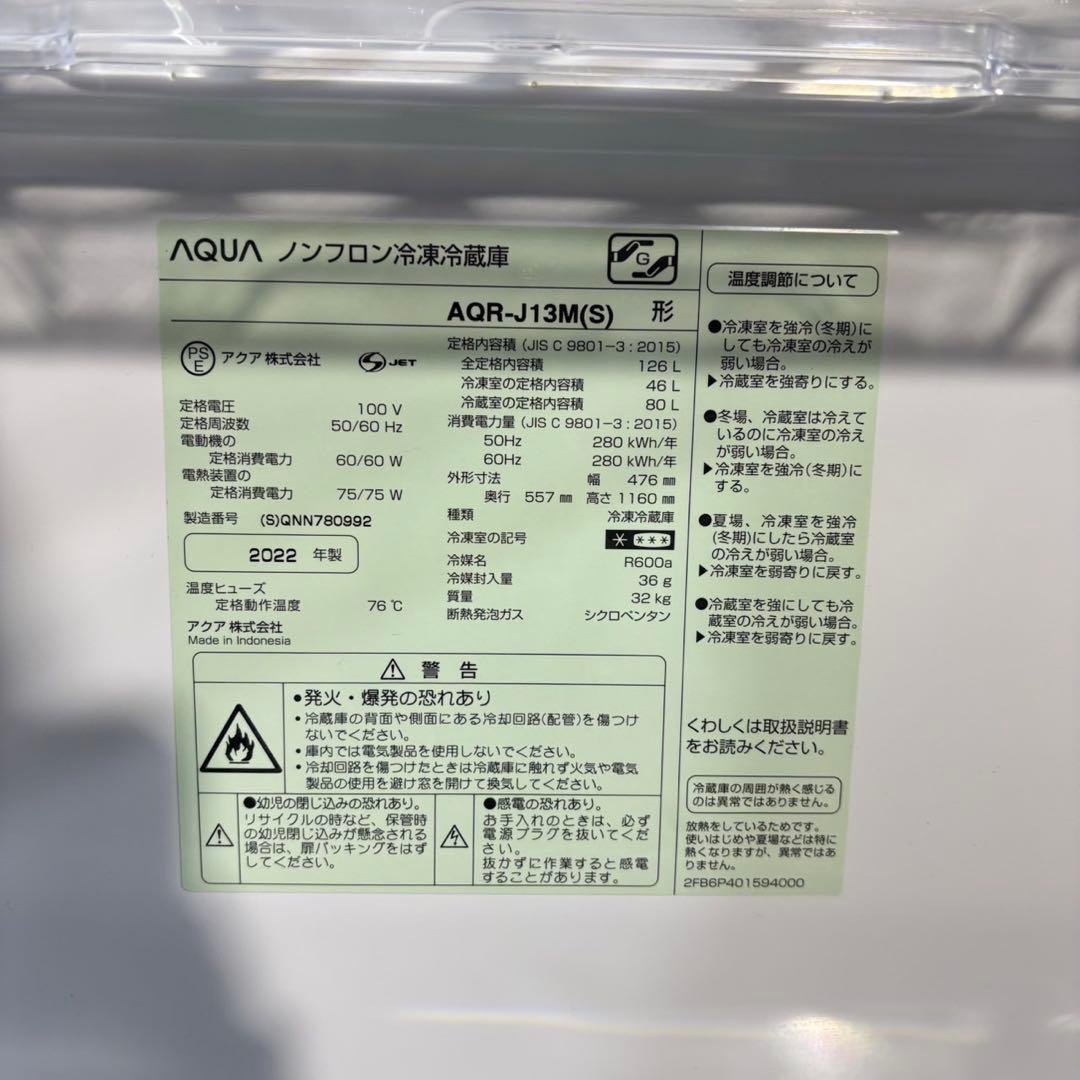 AQUA ノンフロン冷凍冷蔵庫
G
AQR-J13M(S) 形
PS E アクア 株式会社 S JET
定格電圧 100 V
定格周波数 50/60 Hz
電動機の
定格消費電力 60/60 W
電熱装置の
定格消費電力 75/75 W
製造番号 (S)QNN780992
2022 年製
温度ヒューズ
定格動作温度 76 ℃
アクア 株式会社
Made in Indonesia
定格内容積 (JIS C 9801-3 : 2015)
全定格内容積 126 L
冷凍室の定格内容積 46 L
冷蔵室の定格内容積 80 L
消費電力量 (JIS C 9801-3 : 2015)
50Hz 280 kWh/年
60Hz 280 kWh/年
外形寸法 幅 476 ㎜
奥行 557 ㎜ 高さ 1160 ㎜
種類 冷凍冷蔵庫
冷凍室の記号 * ***
冷媒名 R600a
冷媒封入量 36 g
質量 32 kg
断熱発泡ガス シクロペンタン
⚠ 警 告
●発火・爆発の恐れあり
・冷蔵庫の背面や側面にある冷却回路(配管)を傷つけ
ないでください。
・庫内では電気製品を使用しないでください。
・冷却回路を傷つけたときは冷蔵庫に触れず火気や電気
製品の使用を避け窓を開けて換気してください。
●幼児の閉じ込みの恐れあり。
リサイクルの時など、保管時
の幼児閉じ込みが懸念される
場合は、扉パッキングをはず
してください。
●感電の恐れあり。
お手入れのときは、必ず
電源プラグを抜いてくだ
さい。
抜かずに作業すると感電
することがあります。
温度調節について
●冷凍室を強冷(冬期)に
しても冷凍室の冷えが
弱い場合。
▶冷蔵室を強寄りにする。
●冬場、冷蔵室は冷えて
いるのに冷凍室の冷え
が弱い場合。
▶冷凍室を強冷(冬期)に
する。
●夏場、冷凍室を強冷
(冬期)にしたら冷蔵室
の冷えが弱い場合。
▶冷凍室を弱寄りに戻す。
●冷蔵室を強にしても冷
蔵室の冷えが弱い場合。
▶冷凍室を弱寄りに戻す。
くわしくは取扱説明書
をお読みください。
冷蔵庫の周囲が熱く感じる
のは異常ではありません。
放熱をしているためです。
使いはじめや夏場などは特に
熱くなりますが、異常ではあ
りません。
2FB6P401594000